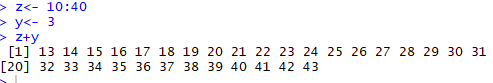 > z<- 10:40
> y<- 3
> z+y
 [1] 13 14 15 16 17 18 19 20 21 22 23 24 25 26 27 28 29 30 31
[20] 32 33 34 35 36 37 38 39 40 41 42 43
>